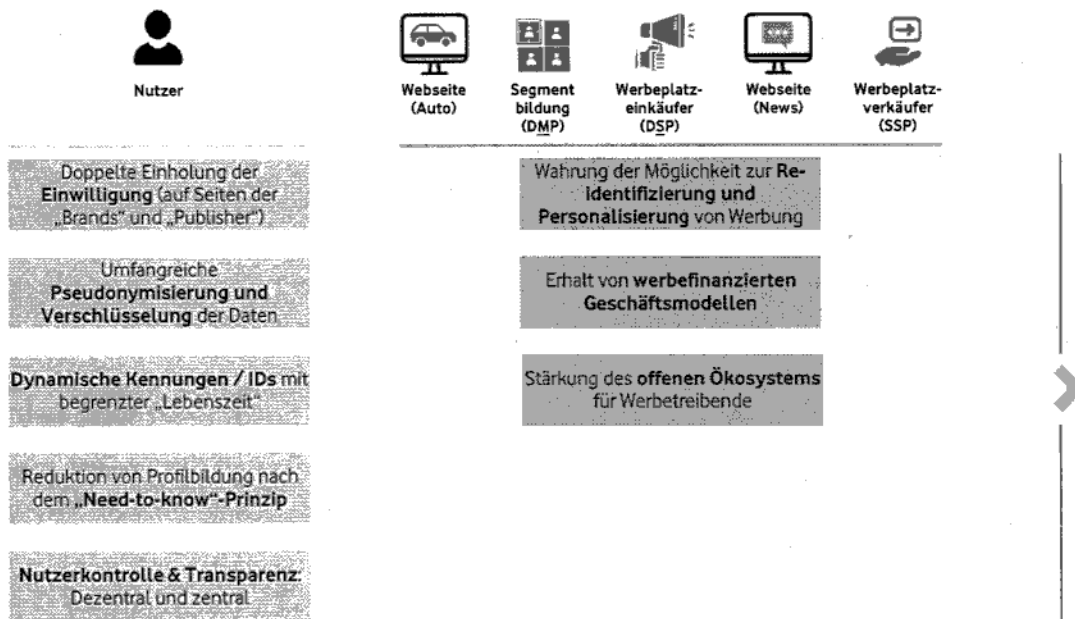 Nutzer
Webseite
(Auto)
Segment
bildung
(DMP)
Werbeplatz-
einkäufer
(DSP)
Webseite
(News)
Werbeplatz-
verkäufer
(SSP)
Doppelte Einholung der
Einwilligung (auf Seiten der
„Brands“ und „Publisher“)
Umfangreiche
Pseudonymisierung und
Verschlüsselung der Daten
Dynamische Kennungen / IDs mit
begrenzter „Lebenszeit“
Reduktion von Profilbildung nach
dem „Need-to-know“-Prinzip
Nutzerkontrolle & Transparenz:
Dezentral und zentral
Wahrung der Möglichkeit zur Re-
Identifizierung und
Personalisierung von Werbung
Erhalt von werbefinanzierten
Geschäftsmodellen
Stärkung des offenen Ökosystems
für Werbetreibende